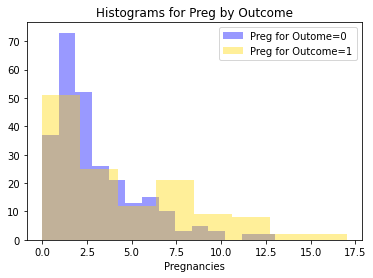 Histograms for Preg by Outcome
Preg for Outome=0
Preg for Outcome=1
70
60
50
40
30
20
10
0
0.0 2.5 5.0 7.5 10.0 12.5 15.0 17.5
Pregnancies